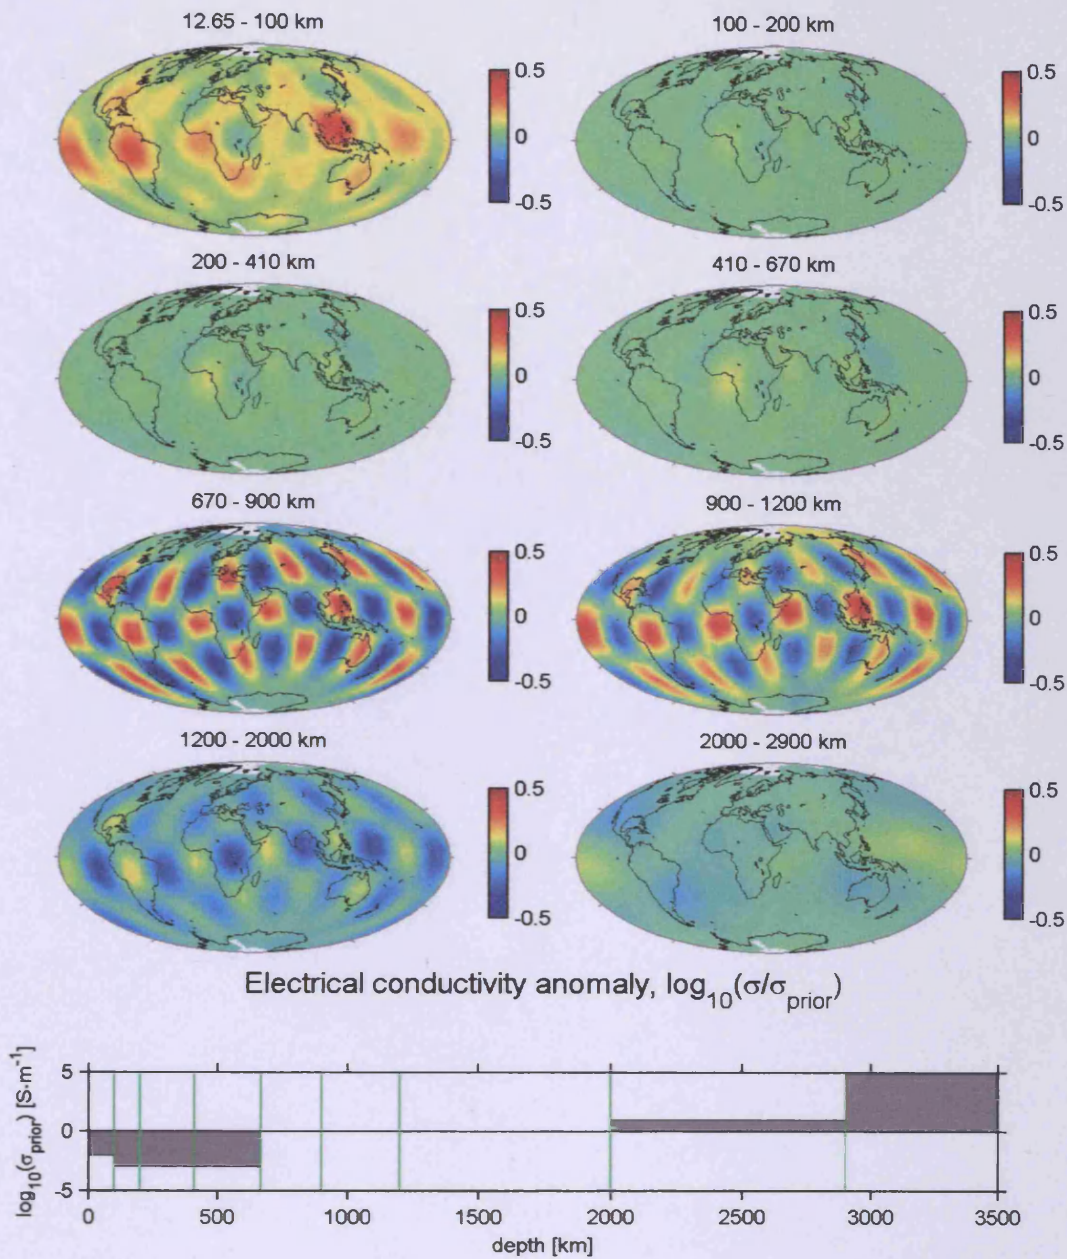 12.65 - 100 km
100 - 200 km
0.5
0
-0.5
0.5
0
-0.5
200 - 410 km
410 - 670 km
0.5
0
-0.5
0.5
0
-0.5
670 - 900 km
900 - 1200 km
0.5
0
-0.5
0.5
0
-0.5
1200 - 2000 km
2000 - 2900 km
0.5
0
-0.5
0.5
0
-0.5
Electrical conductivity anomaly, log₁₀(σ/σ_prior)
log₁₀(σ_prior) [S·m⁻¹]
5
0
-5
0 500 1000 1500 2000 2500 3000 3500
depth [km]